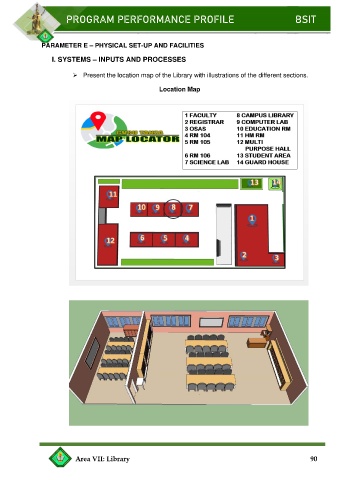 PROGRAM PERFORMANCE PROFILE BSIT
PARAMETER E – PHYSICAL SET-UP AND FACILITIES
I. SYSTEMS – INPUTS AND PROCESSES
➢ Present the location map of the Library with illustrations of the different sections.
Location Map
MAP LOCATOR
1 FACULTY
2 REGISTRAR
3 OSAS
4 RM 104
5 RM 105
6 RM 106
7 SCIENCE LAB
8 CAMPUS LIBRARY
9 COMPUTER LAB
10 EDUCATION RM
11 HM RM
12 MULTI
PURPOSE HALL
13 STUDENT AREA
14 GUARD HOUSE
13 14
11
10 9 8 7
1
12 6 5 4
2 3
Area VII: Library 90